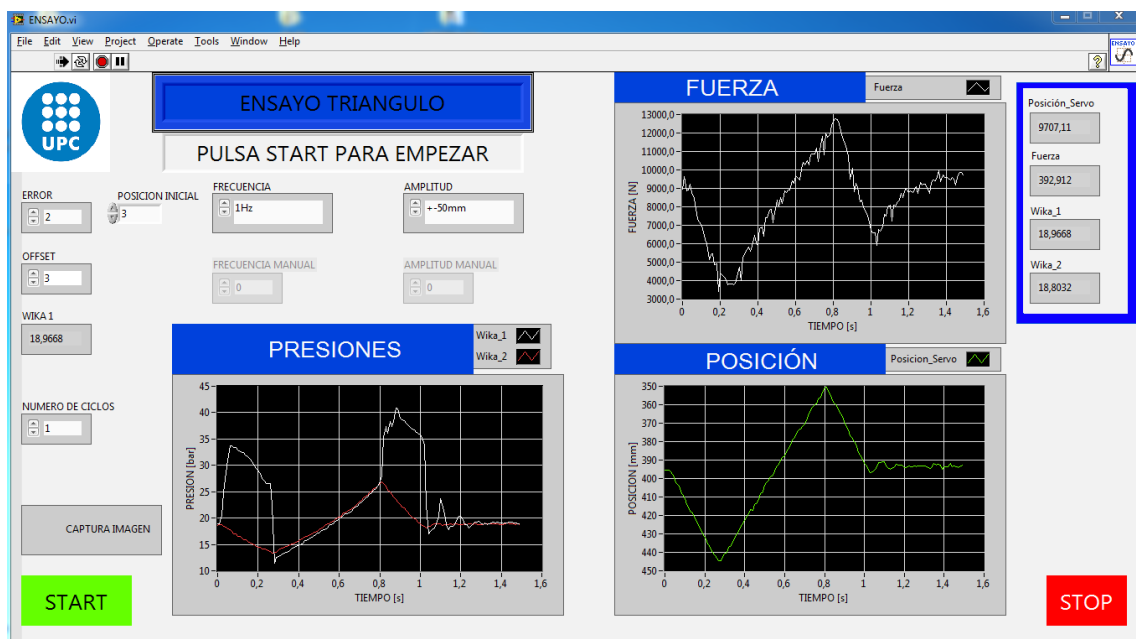 ENSAYO.vi
File Edit View Project Operate Tools Window Help
?
ENSAYO
UPC
ENSAYO TRIANGULO
PULSA START PARA EMPEZAR
ERROR
2
POSICION INICIAL
3
FRECUENCIA
1Hz
AMPLITUD
+-50mm
OFFSET
3
FRECUENCIA MANUAL
0
AMPLITUD MANUAL
0
WIKA 1
18,9668
NUMERO DE CICLOS
1
CAPTURA IMAGEN
START
PRESIONES
Wika_1
Wika_2
PRESION [bar]
45
40
35
30
25
20
15
10
0 0,2 0,4 0,6 0,8 1 1,2 1,4 1,6
TIEMPO [s]
FUERZA
Fuerza
FUERZA [N]
13000,0
12000,0
11000,0
10000,0
9000,0
8000,0
7000,0
6000,0
5000,0
4000,0
3000,0
0 0,2 0,4 0,6 0,8 1 1,2 1,4 1,6
TIEMPO [s]
POSICIÓN
Posicion_Servo
POSICION [mm]
350
360
370
380
390
400
410
420
430
440
450
0 0,2 0,4 0,6 0,8 1 1,2 1,4 1,6
TIEMPO [s]
Posición_Servo
9707,11
Fuerza
392,912
Wika_1
18,9668
Wika_2
18,8032
STOP